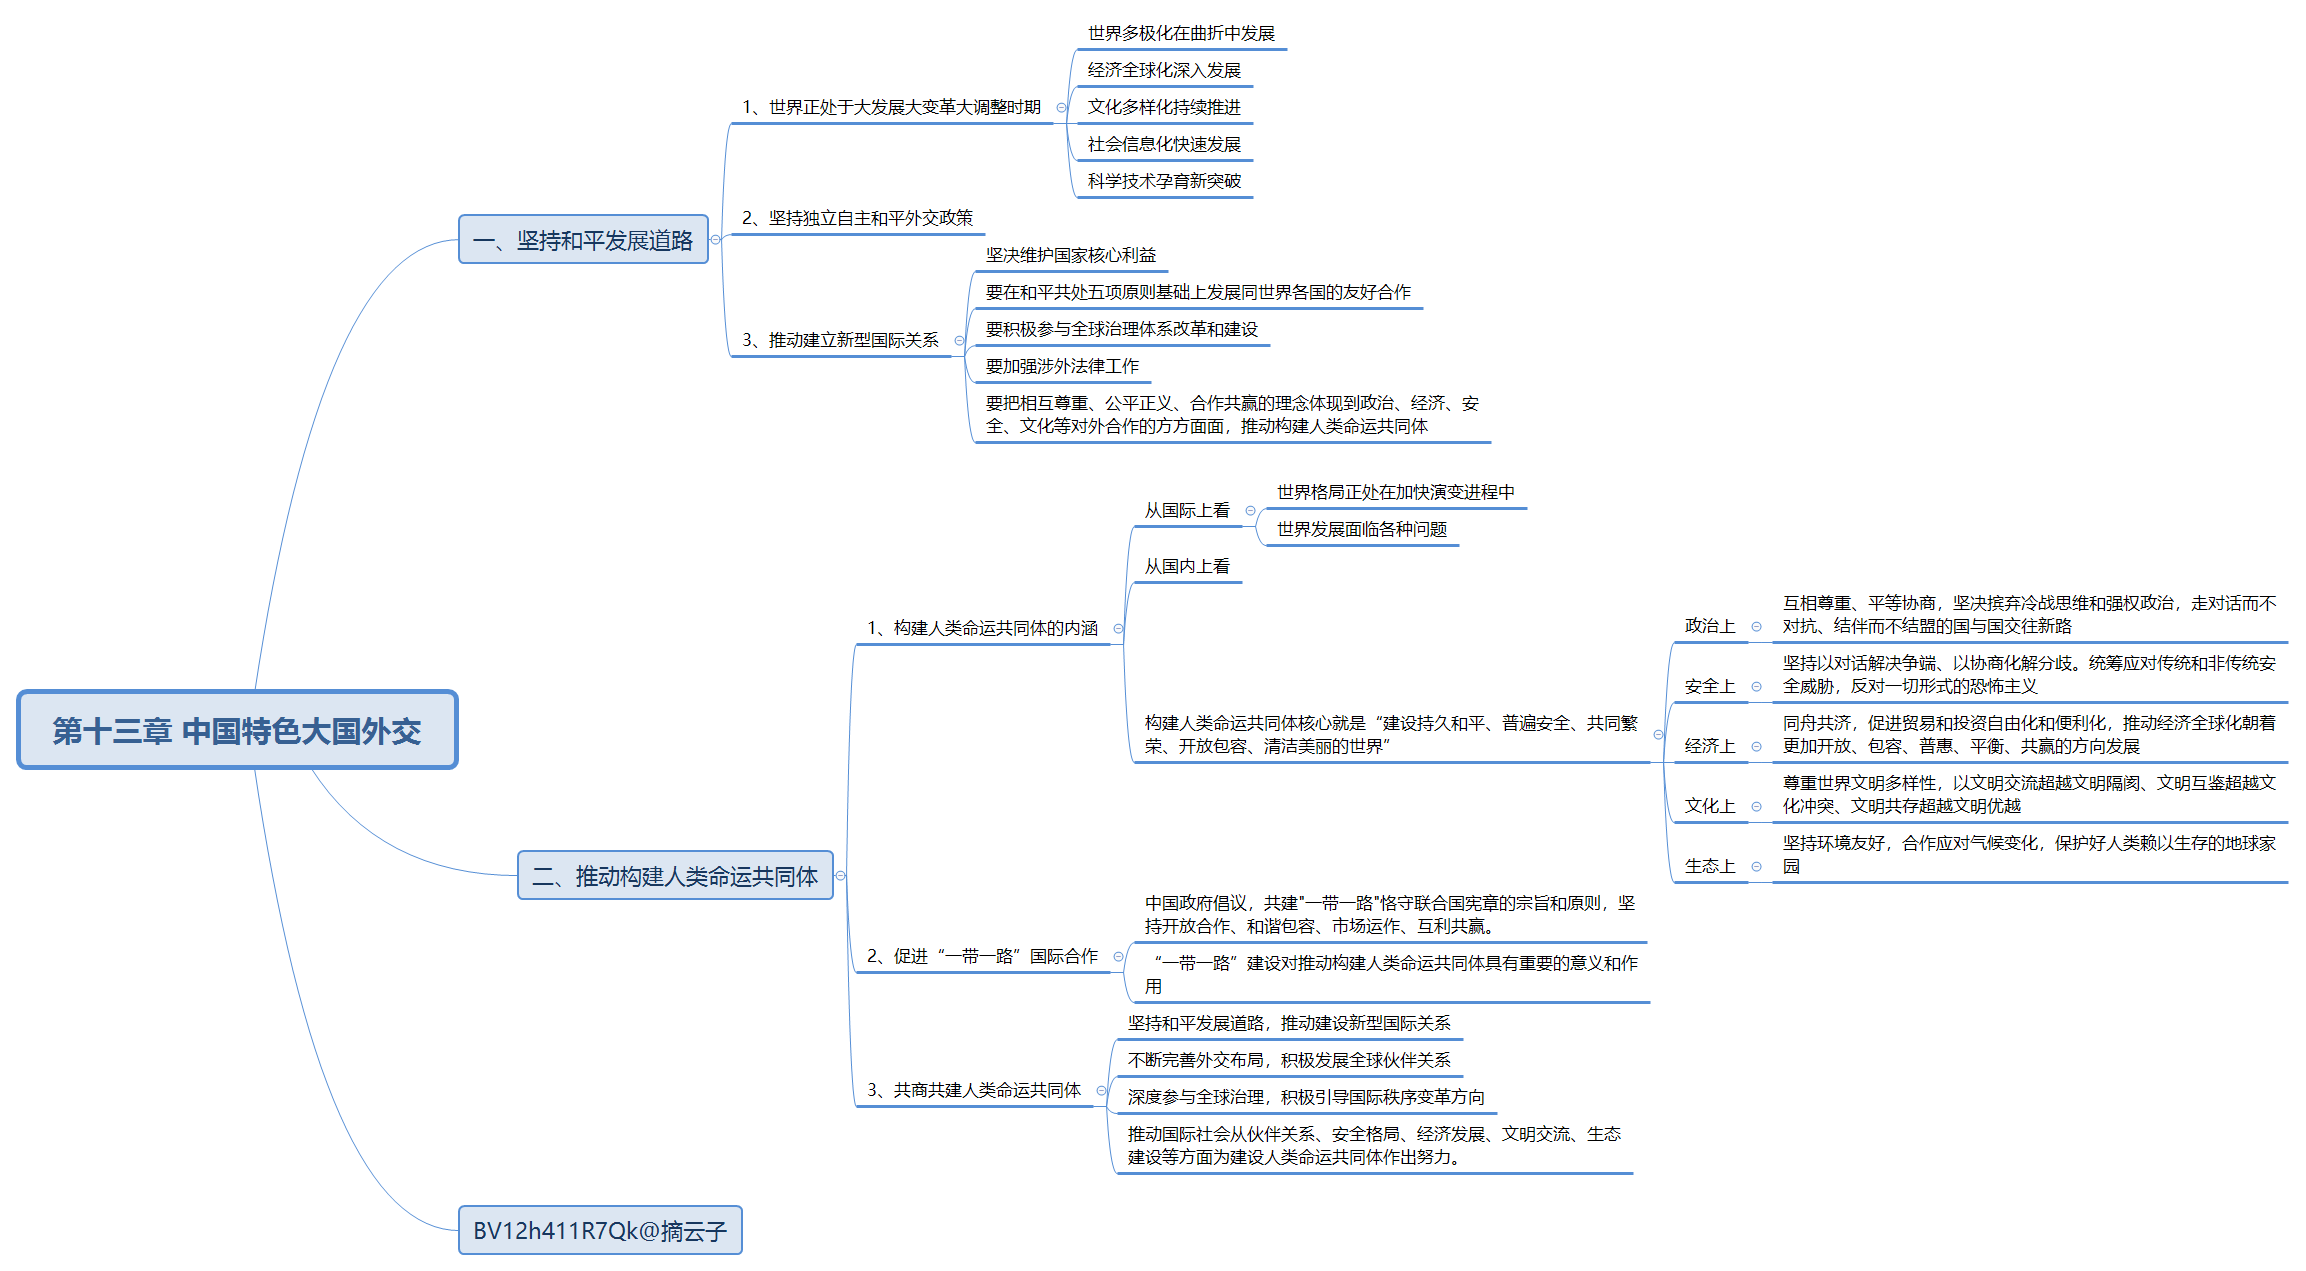 第十三章 中国特色大国外交
一、坚持和平发展道路
1、世界正处于大发展大变革大调整时期
世界多极化在曲折中发展
经济全球化深入发展
文化多样化持续推进
社会信息化快速发展
科学技术孕育新突破
2、坚持独立自主和平外交政策
3、推动建立新型国际关系
坚决维护国家核心利益
要在和平共处五项原则基础上发展同世界各国的友好合作
要积极参与全球治理体系改革和建设
要加强涉外法律工作
要把相互尊重、公平正义、合作共赢的理念体现到政治、经济、安
全、文化等对外合作的方方面面，推动构建人类命运共同体
二、推动构建人类命运共同体
1、构建人类命运共同体的内涵
从国际上看
世界格局正处在加快演变进程中
世界发展面临各种问题
从国内上看
构建人类命运共同体核心就是“建设持久和平、普遍安全、共同繁
荣、开放包容、清洁美丽的世界”
政治上
互相尊重、平等协商，坚决摈弃冷战思维和强权政治，走对话而不
对抗、结伴而不结盟的国与国交往新路
安全上
坚持以对话解决争端、以协商化解分歧。统筹应对传统和非传统安
全威胁，反对一切形式的恐怖主义
经济上
同舟共济，促进贸易和投资自由化和便利化，推动经济全球化朝着
更加开放、包容、普惠、平衡、共赢的方向发展
文化上
尊重世界文明多样性，以文明交流超越文明隔阂、文明互鉴超越文
化冲突、文明共存超越文明优越
生态上
坚持环境友好，合作应对气候变化，保护好人类赖以生存的地球家
园
2、促进“一带一路”国际合作
中国政府倡议，共建"一带一路"恪守联合国宪章的宗旨和原则，坚
持开放合作、和谐包容、市场运作、互利共赢。
“一带一路”建设对推动构建人类命运共同体具有重要的意义和作
用
3、共商共建人类命运共同体
坚持和平发展道路，推动建设新型国际关系
不断完善外交布局，积极发展全球伙伴关系
深度参与全球治理，积极引导国际秩序变革方向
推动国际社会从伙伴关系、安全格局、经济发展、文明交流、生态
建设等方面为建设人类命运共同体作出努力。
BV12h411R7Qk@摘云子